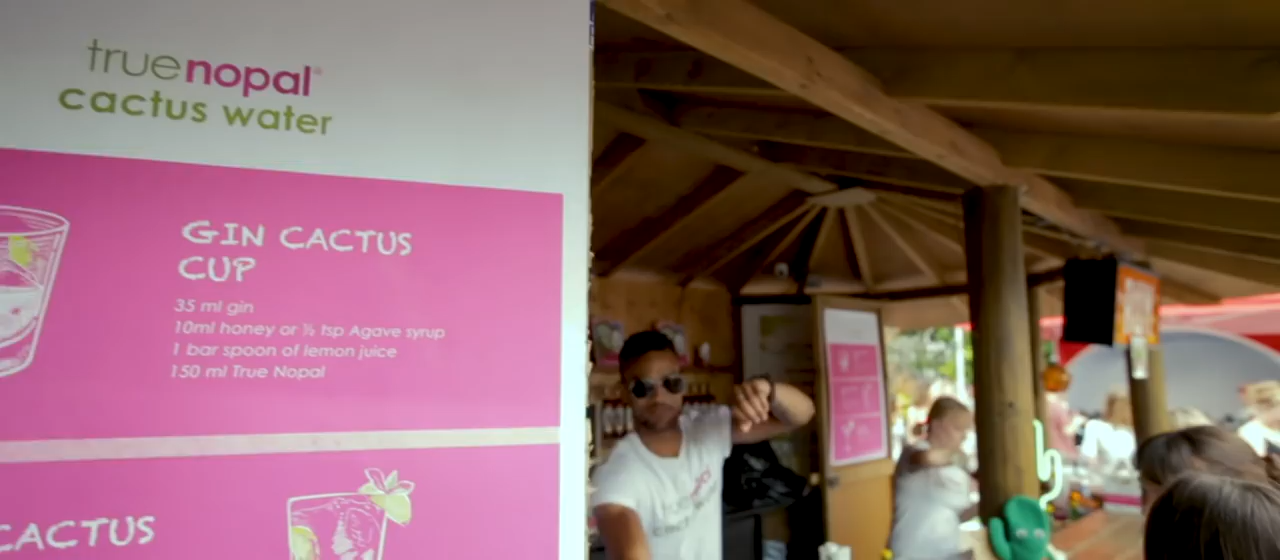 truenopal
cactus water
GIN CACTUS
CUP
35 ml gin
10ml honey or ½ tsp Agave syrup
1 bar spoon of lemon juice
150 ml True Nopal
CACTUS